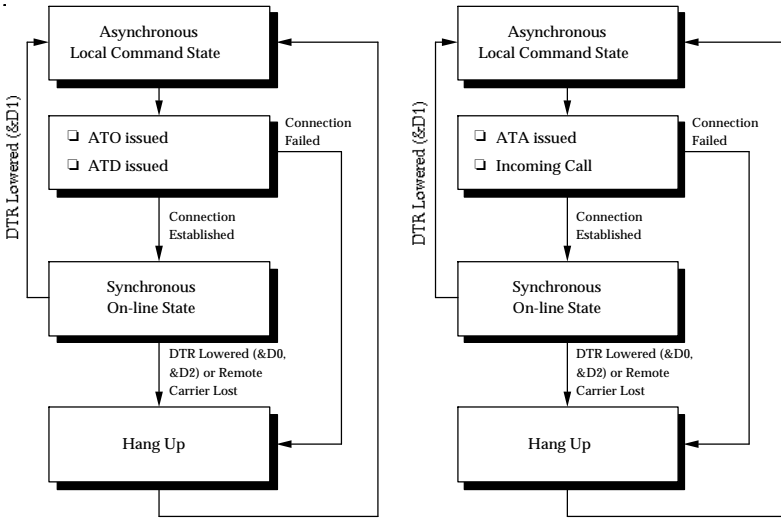 Asynchronous
Local Command State
DTR Lowered (&D1)
❏ ATO issued
❏ ATD issued
Connection
Failed
Connection
Established
Synchronous
On-line State
DTR Lowered (&D0,
&D2) or Remote
Carrier Lost
Hang Up
Asynchronous
Local Command State
DTR Lowered (&D1)
❏ ATA issued
❏ Incoming Call
Connection
Failed
Connection
Established
Synchronous
On-line State
DTR Lowered (&D0,
&D2) or Remote
Carrier Lost
Hang Up